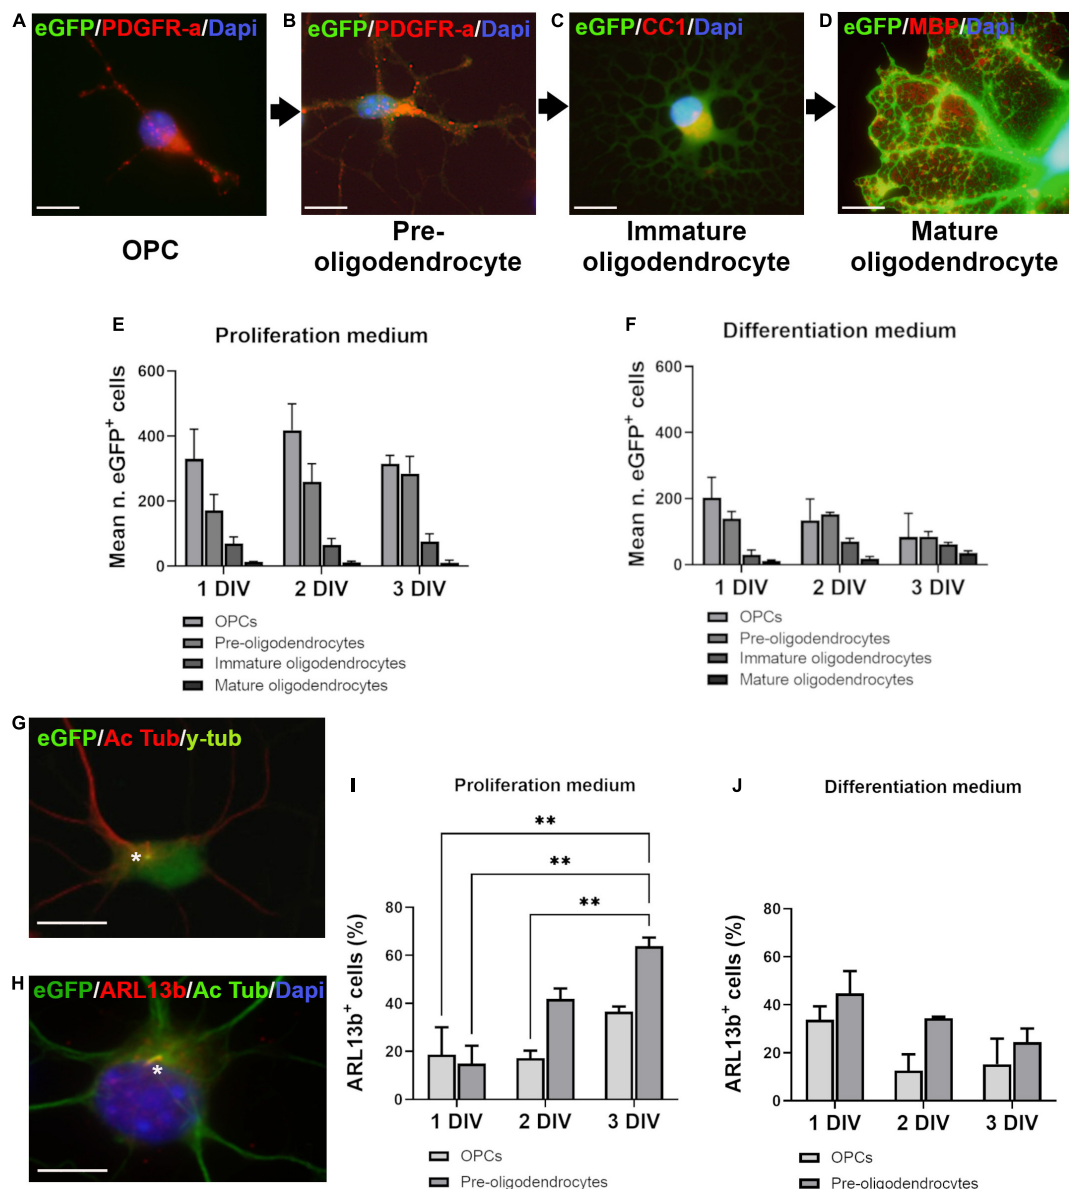 A
eGFP/PDGFR-a/Dapi
B
eGFP/PDGFR-a/Dapi
C
eGFP/CC1/Dapi
D
eGFP/MBP/Dapi
OPC
Pre-
oligodendrocyte
Immature
oligodendrocyte
Mature
oligodendrocyte
E
Proliferation medium
Mean n. eGFP+ cells
600
400
200
0
1 DIV
2 DIV
3 DIV
OPCs
Pre-oligodendrocytes
Immature oligodendrocytes
Mature oligodendrocytes
F
Differentiation medium
Mean n. eGFP+ cells
600
400
200
0
1 DIV
2 DIV
3 DIV
OPCs
Pre-oligodendrocytes
Immature oligodendrocytes
Mature oligodendrocytes
G
eGFP/Ac Tub/y-tub
*
H
eGFP/ARL13b/Ac Tub/Dapi
*
I
Proliferation medium
**
**
**
ARL13b+ cells (%)
80
60
40
20
0
1 DIV
2 DIV
3 DIV
OPCs
Pre-oligodendrocytes
J
Differentiation medium
ARL13b+ cells (%)
80
60
40
20
0
1 DIV
2 DIV
3 DIV
OPCs
Pre-oligodendrocytes